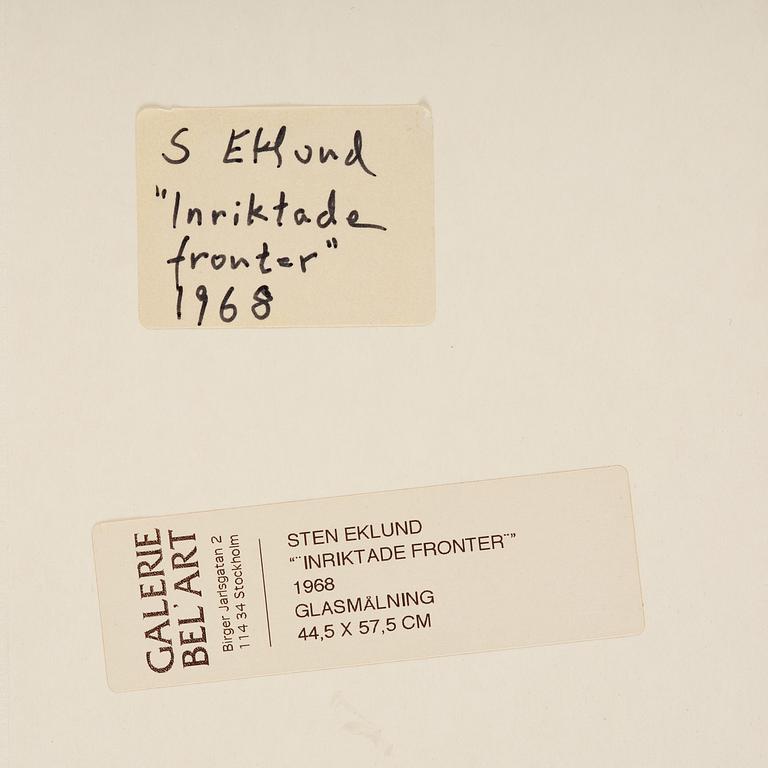 S Eklund
"Inriktade
fronter"
1968
GALERIE
BEL'ART
Birger Jarlsgatan 2
114 34 Stockholm
STEN EKLUND
“¨INRIKTADE FRONTER¨”
1968
GLASMÄLNING
44,5 X 57,5 CM